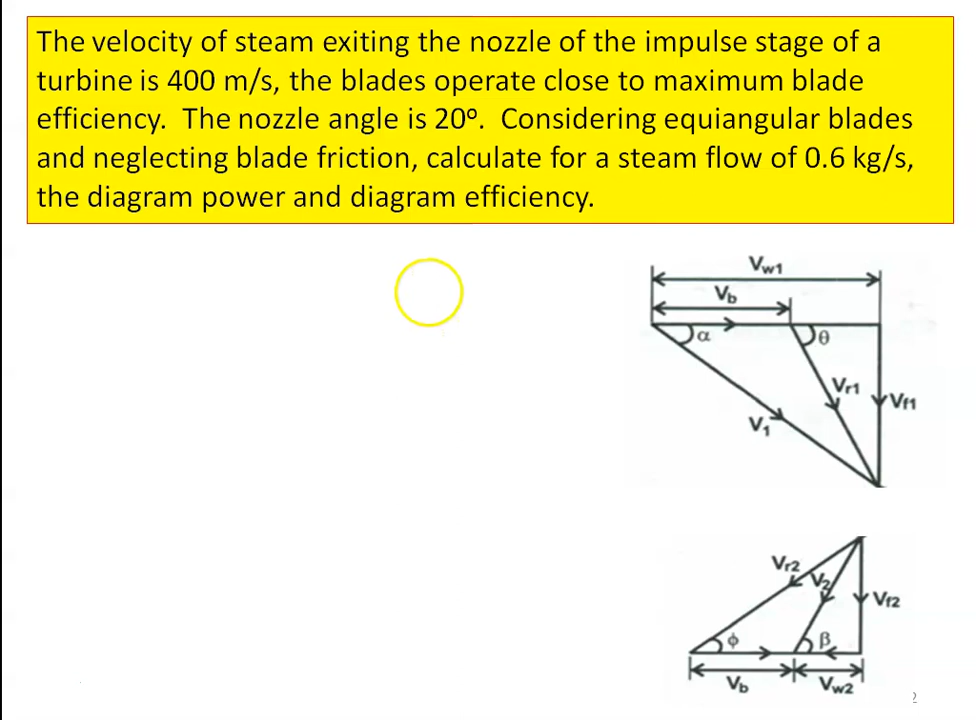 The velocity of steam exiting the nozzle of the impulse stage of a
turbine is 400 m/s, the blades operate close to maximum blade
efficiency.  The nozzle angle is 20º.  Considering equiangular blades
and neglecting blade friction, calculate for a steam flow of 0.6 kg/s,
the diagram power and diagram efficiency.
Vw1
Vb
α
θ
Vr1
Vf1
V1
Vr2
V2
Vf2
ϕ
β
Vb
Vw2
2